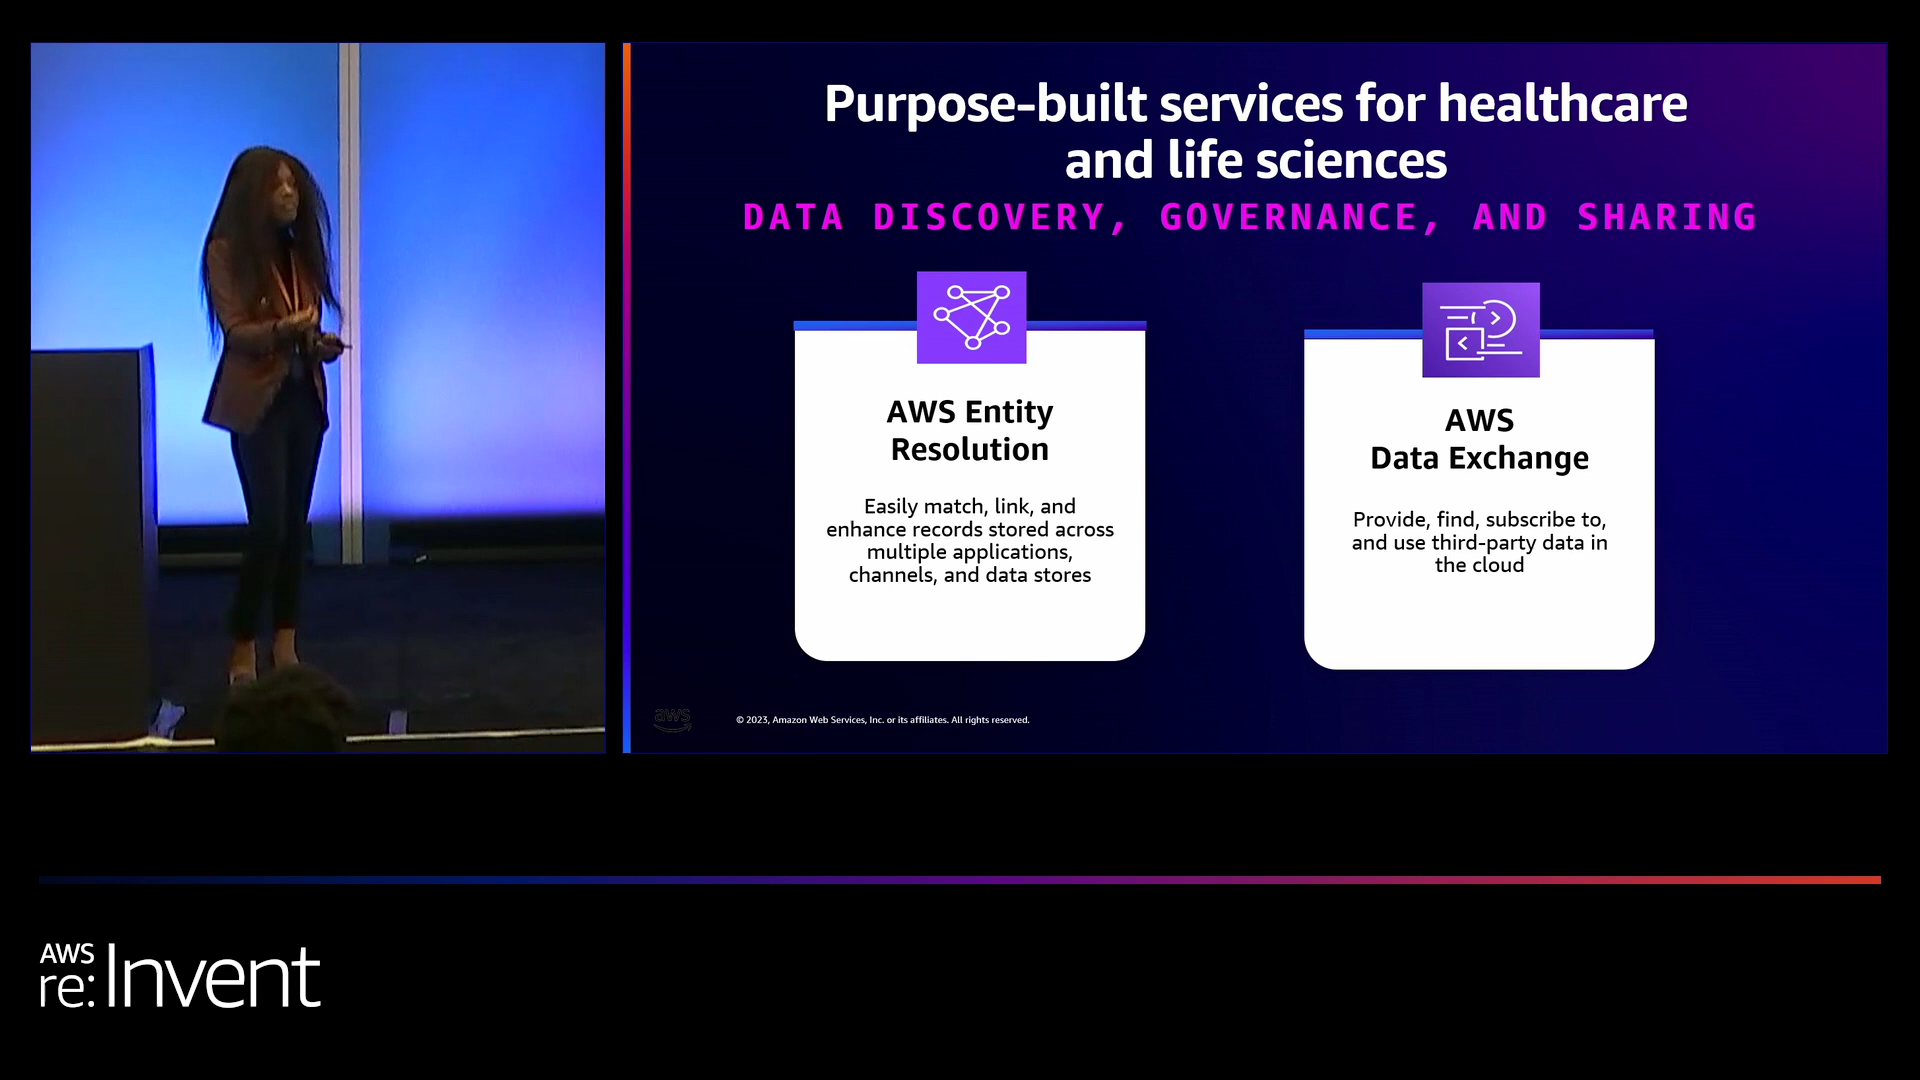 Purpose-built services for healthcare
and life sciences
DATA DISCOVERY, GOVERNANCE, AND SHARING
AWS Entity
Resolution
Easily match, link, and
enhance records stored across
multiple applications,
channels, and data stores
AWS
Data Exchange
Provide, find, subscribe to,
and use third-party data in
the cloud
aws
© 2023, Amazon Web Services, Inc. or its affiliates. All rights reserved.
AWS
re:Invent